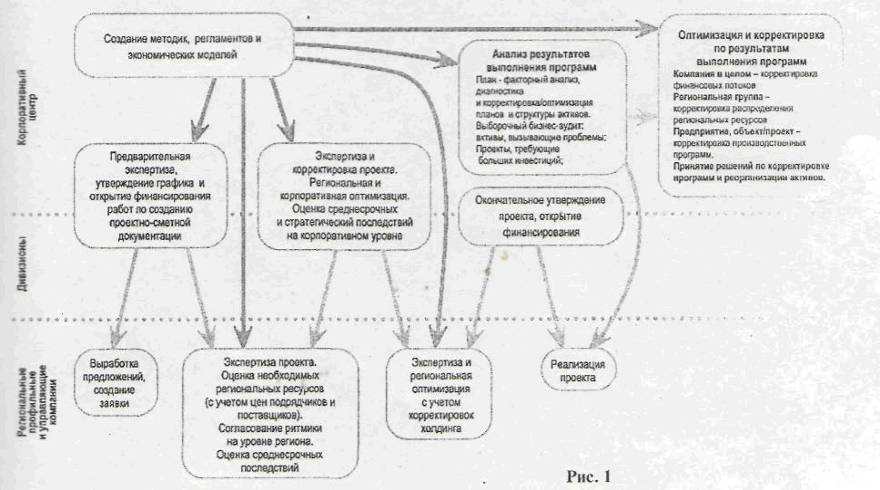 Корпоративный
центр
Создание методик, регламентов и
экономических моделей
Анализ результатов
выполнения программ
План - факторный анализ,
диагностика
и корректировка/оптимизация
планов и структуры активов.
Выборочный бизнес-аудит:
активы, вызывающие проблемы;
Проекты, требующие
больших инвестиций;
Оптимизация и корректировка
по результатам
выполнения программ
Компания в целом – корректировка
финансовых потоков
Региональная группа –
корректировка распределения
региональных ресурсов
Предприятие, объект/проект –
корректировка производственных
программ.
Принятие решений по корректировке
программ и реорганизации активов.
Предварительная
экспертиза,
утверждение графика и
открытие финансирования
работ по созданию
проектно-сметной
документации
Экспертиза и
корректировка проекта.
Региональная и
корпоративная оптимизация.
Оценка среднесрочных
и стратегический последствий
на корпоративном уровне
Окончательное утверждение
проекта, открытие
финансирования
Дивизионы
Региональные
профильные
и управляющие
компании
Выработка
предложений,
создание
заявки
Экспертиза проекта.
Оценка необходимых
региональных ресурсов
(с учетом цен подрядчиков и
поставщиков).
Согласование ритмики
на уровне региона.
Оценка среднесрочных
последствий
Экспертиза и
региональная
оптимизация
с учетом
корректировок
холдинга
Реализация
проекта
Рис. 1